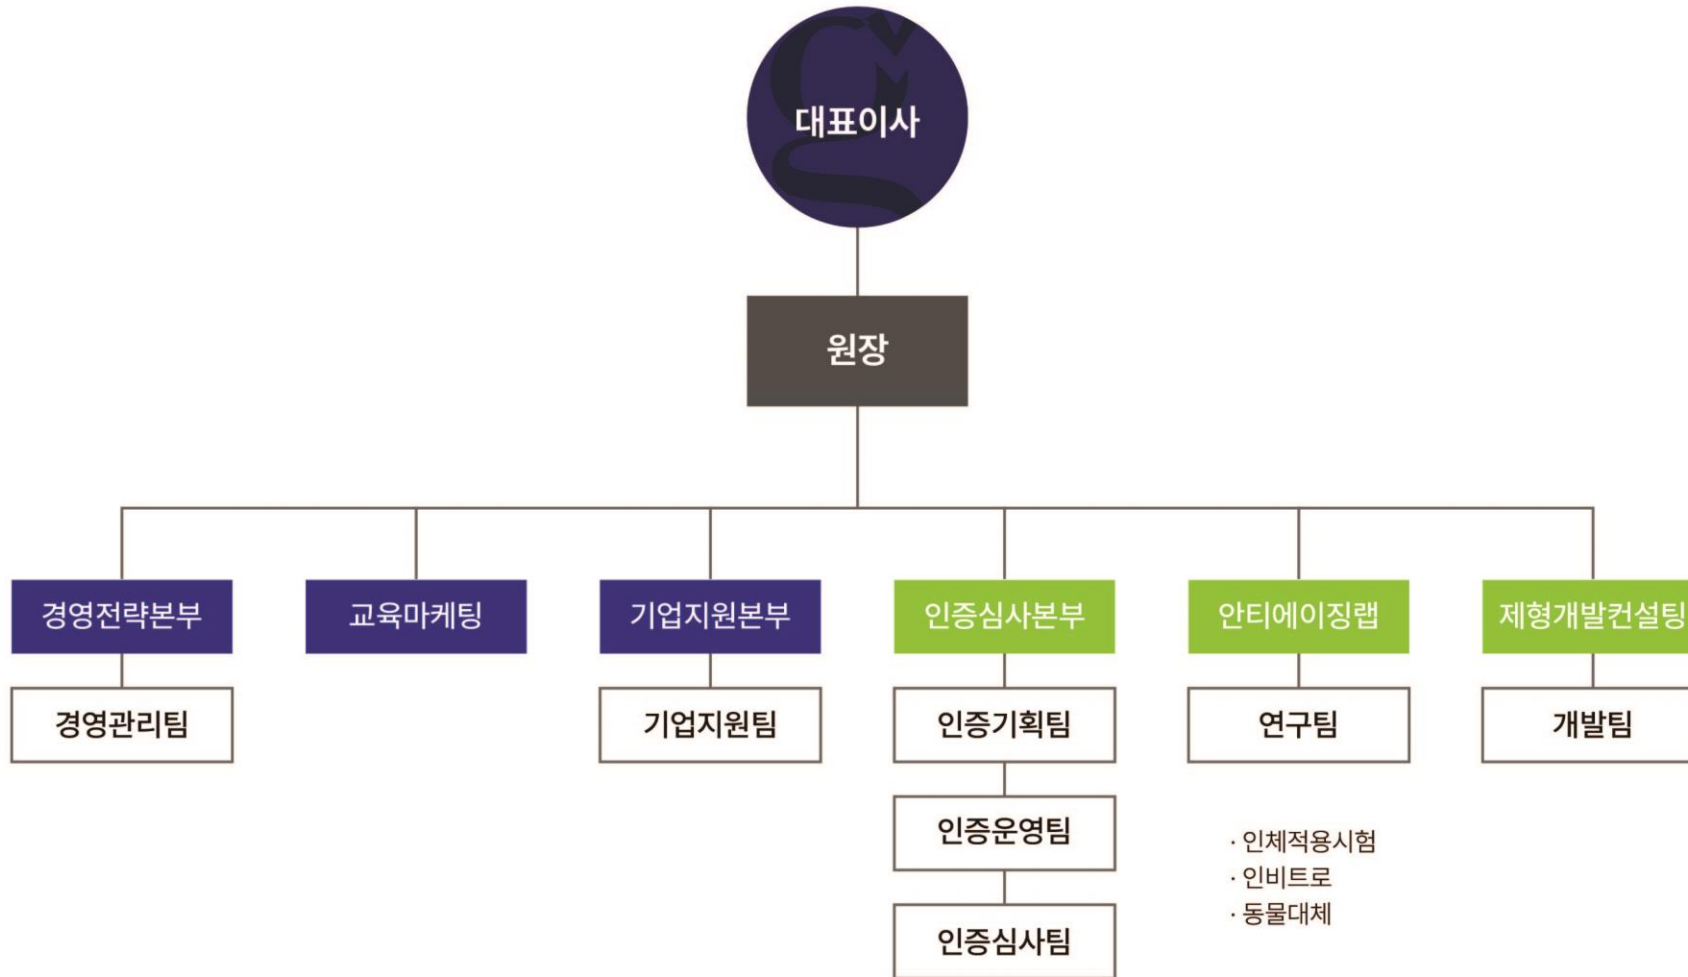 대표이사
원장
경영전략본부
교육마케팅
기업지원본부
인증심사본부
안티에이징랩
제형개발컨설팅
경영관리팀
기업지원팀
인증기획팀
연구팀
개발팀
인증운영팀
· 인체적용시험
· 인비트로
· 동물대체
인증심사팀